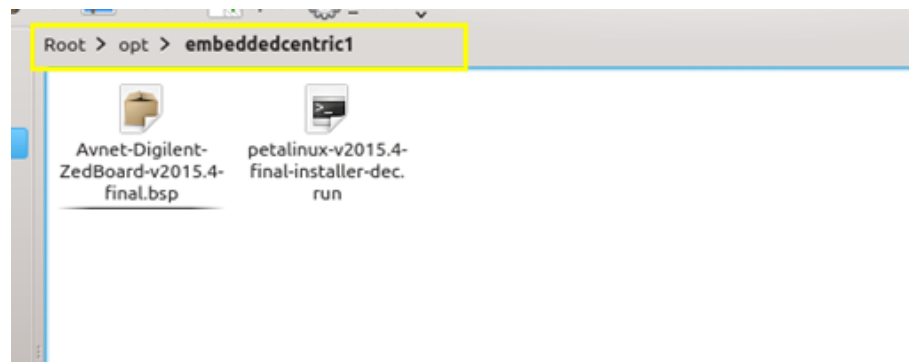 Root > opt > embeddedcentric1
Avnet-Digilent-
ZedBoard-v2015.4-
final.bsp
petalinux-v2015.4-
final-installer-dec.
run